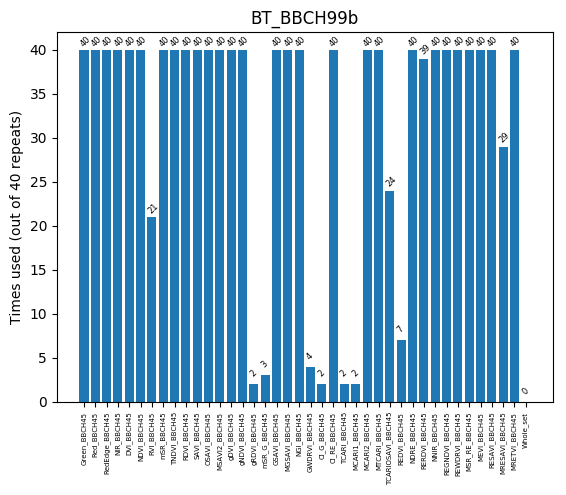 BT_BBCH99b
Times used (out of 40 repeats)
40
35
30
25
20
15
10
5
0
40 40 40 40 40 40 21 40 40 40 40 40 40 40 40 2 3 40 40 40 4 2 40 2 2 40 40 24 7 40 39 40 40 40 40 40 40 29 40 0
Green_BBCH45
Red_BBCH45
RedEdge_BBCH45
NIR_BBCH45
DVI_BBCH45
NDVI_BBCH45
RVI_BBCH45
mSR_BBCH45
TNDVI_BBCH45
RDVI_BBCH45
SAVI_BBCH45
OSAVI_BBCH45
MSAVI2_BBCH45
gDVI_BBCH45
gNDVI_BBCH45
gRDVI_BBCH45
mSR_G_BBCH45
GSAVI_BBCH45
MGSAVI_BBCH45
NGI_BBCH45
GWDRVI_BBCH45
CI_G_BBCH45
CI_RE_BBCH45
TCARI_BBCH45
MCARI1_BBCH45
MCARI2_BBCH45
MTCARI_BBCH45
TCARIOSAVI_BBCH45
REDVI_BBCH45
NDRE_BBCH45
RERDVI_BBCH45
NNIR_BBCH45
REGNDVI_BBCH45
REWDRVI_BBCH45
MSR_RE_BBCH45
MEVI_BBCH45
RESAVI_BBCH45
MRESAVI_BBCH45
MRETVI_BBCH45
Whole_set